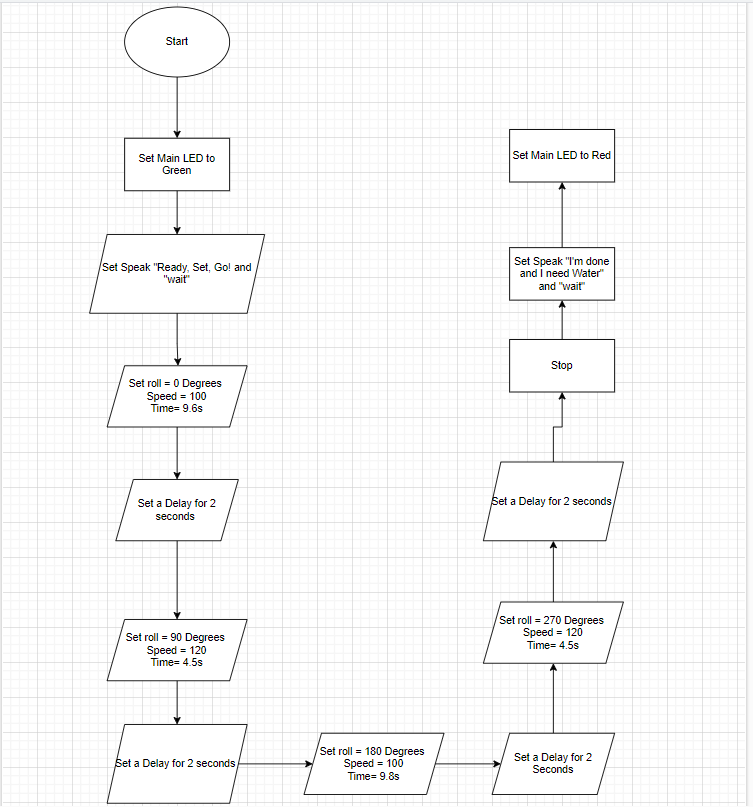 Start
Set Main LED to
Green
Set Speak "Ready, Set, Go! and
"wait"
Set roll = 0 Degrees
Speed = 100
Time= 9.6s
Set a Delay for 2
seconds
Set roll = 90 Degrees
Speed = 120
Time= 4.5s
Set a Delay for 2 seconds
Set roll = 180 Degrees
Speed = 100
Time= 9.8s
Set a Delay for 2
Seconds
Set roll = 270 Degrees
Speed = 120
Time= 4.5s
Set a Delay for 2 seconds
Stop
Set Speak "I'm done
and I need Water"
and "wait"
Set Main LED to Red